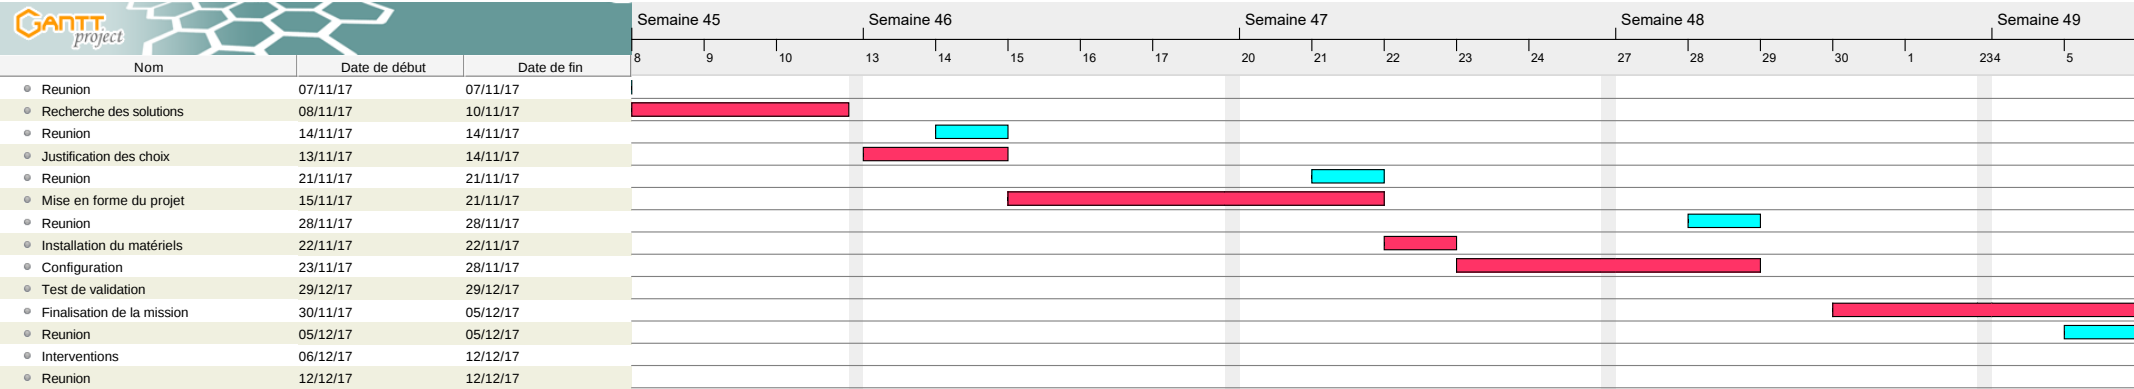 GANTT project
Semaine 45 Semaine 46 Semaine 47 Semaine 48 Semaine 49
8 9 10 13 14 15 16 17 20 21 22 23 24 27 28 29 30 1 234 5
Nom Date de début Date de fin
Reunion 07/11/17 07/11/17
Recherche des solutions 08/11/17 10/11/17
Reunion 14/11/17 14/11/17
Justification des choix 13/11/17 14/11/17
Reunion 21/11/17 21/11/17
Mise en forme du projet 15/11/17 21/11/17
Reunion 28/11/17 28/11/17
Installation du matériels 22/11/17 22/11/17
Configuration 23/11/17 28/11/17
Test de validation 29/12/17 29/12/17
Finalisation de la mission 30/11/17 05/12/17
Reunion 05/12/17 05/12/17
Interventions 06/12/17 12/12/17
Reunion 12/12/17 12/12/17